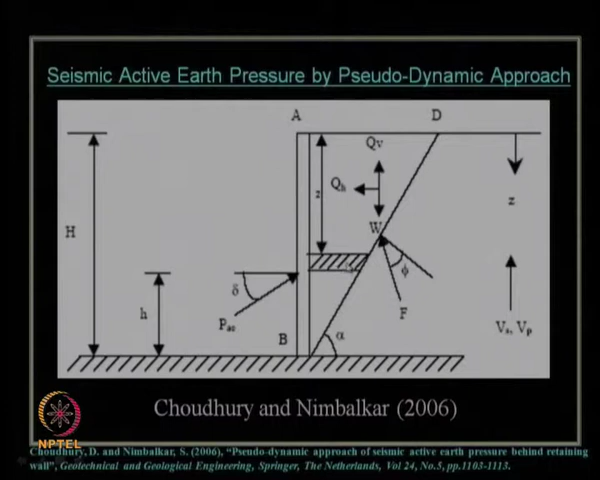 Seismic Active Earth Pressure by Pseudo-Dynamic Approach
A
D
Qv
Qh
z
z
H
W
δ
ϕ
h
Pae
F
B
α
Vs, Vp
Choudhury and Nimbalkar (2006)
NPTEL
Choudhury, D. and Nimbalkar, S. (2006), “Pseudo-dynamic approach of seismic active earth pressure behind retaining
wall”, Geotechnical and Geological Engineering, Springer, The Netherlands, Vol 24, No.5, pp.1103-1113.